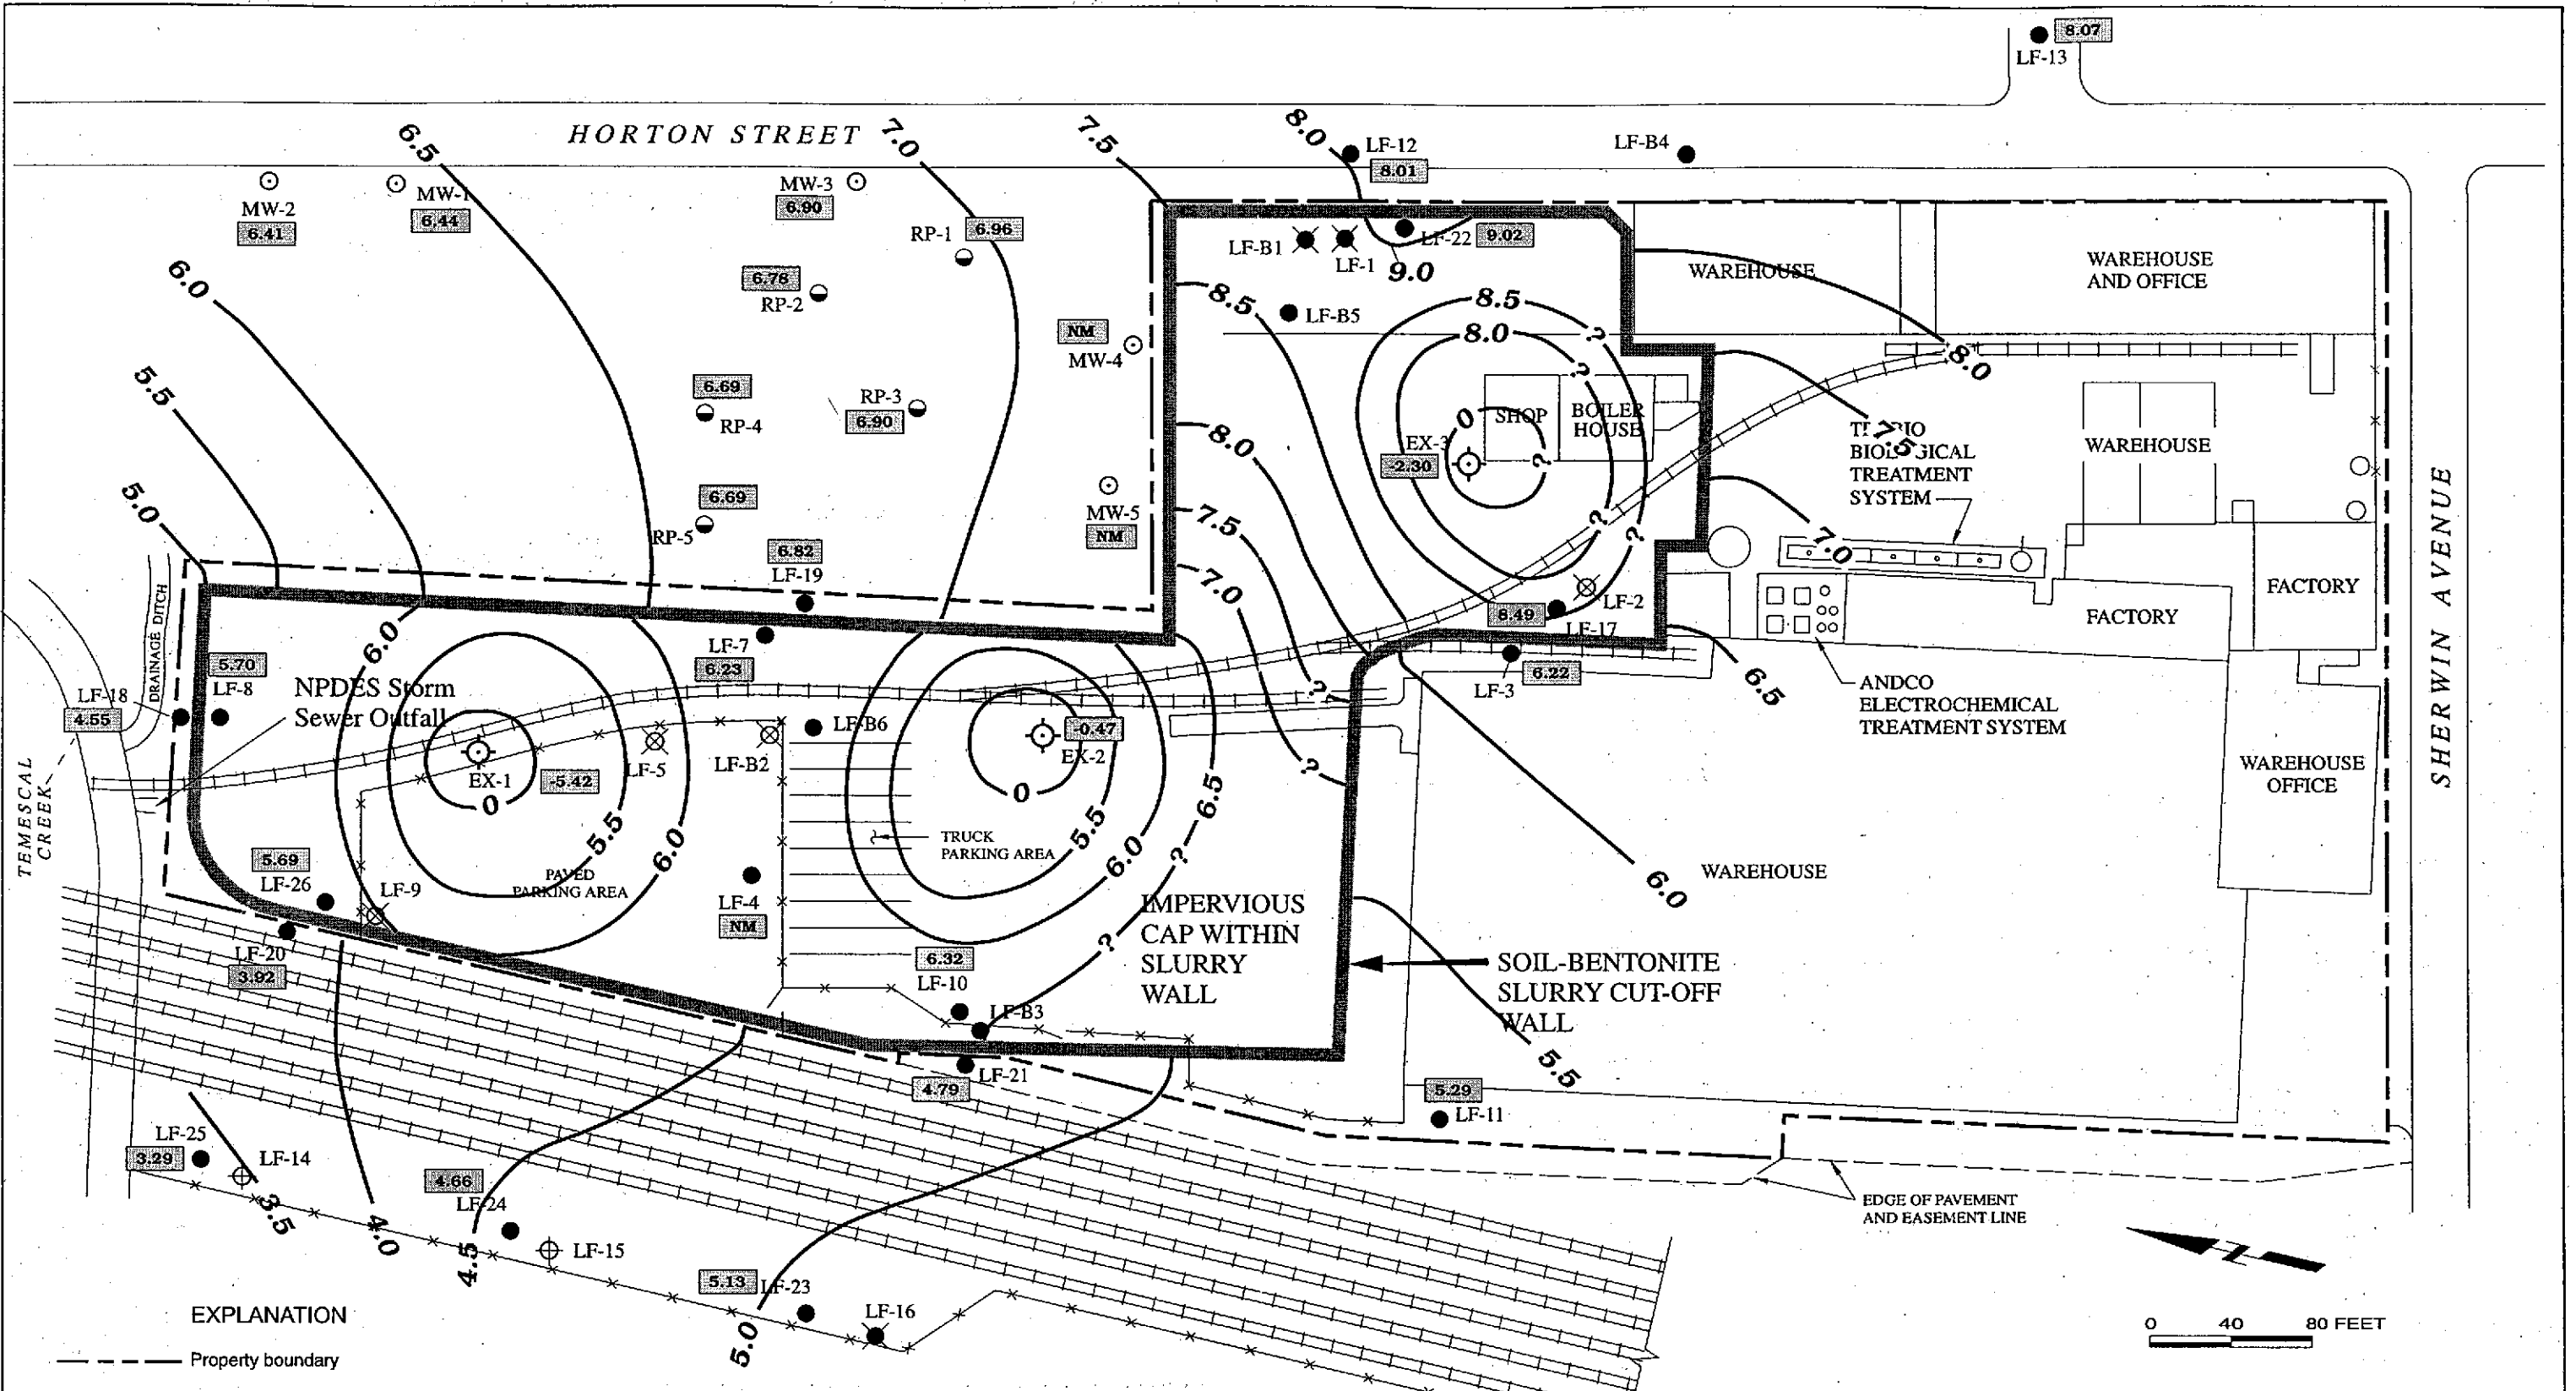 8.07
LF-13
HORTON STREET
6.5
7.0
7.5
8.0
LF-12
8.01
LF-B4
MW-2
6.41
MW-1
6.44
MW-3
6.90
RP-1
6.96
6.78
RP-2
NM
MW-4
6.69
RP-4
RP-3
6.90
6.69
RP-5
MW-5
NM
6.82
LF-19
6.0
5.5
5.0
LF-B1
LF-1
LF-22
9.02
9.0
LF-B5
8.5
8.0
7.5
7.0
?
?
8.5
?
8.0
?
0
?
?
?
EX-3
-2.30
SHOP
BOILER
HOUSE
LF-2
8.49
LF-17
WAREHOUSE
WAREHOUSE
AND OFFICE
8.0
7.5
BIOLOGICAL
TREATMENT
SYSTEM
7.0
WAREHOUSE
FACTORY
FACTORY
SHERWIN AVENUE
LF-3
6.22
6.5
ANDCO
ELECTROCHEMICAL
TREATMENT SYSTEM
WAREHOUSE
OFFICE
6.0
WAREHOUSE
DRAINAGE DITCH
5.70
LF-8
LF-18
4.55
NPDES Storm
Sewer Outfall
TEMESCAL
CREEK
6.0
EX-1
-5.42
0
5.5
6.0
LF-5
LF-7
6.23
LF-B2
LF-B6
-0.47
EX-2
0
5.5
6.0
6.5
?
?
TRUCK
PARKING AREA
PAVED
PARKING AREA
5.69
LF-26
LF-9
LF-20
3.92
LF-4
NM
6.32
LF-10
LF-B3
LF-21
4.79
IMPERVIOUS
CAP WITHIN
SLURRY
WALL
SOIL-BENTONITE
SLURRY CUT-OFF
WALL
5.5
5.29
LF-11
LF-25
3.29
LF-14
3.5
4.0
4.66
LF-24
4.5
LF-15
5.13
LF-23
5.0
LF-16
EDGE OF PAVEMENT
AND EASEMENT LINE
Z
0 40 80 FEET
EXPLANATION
Property boundary